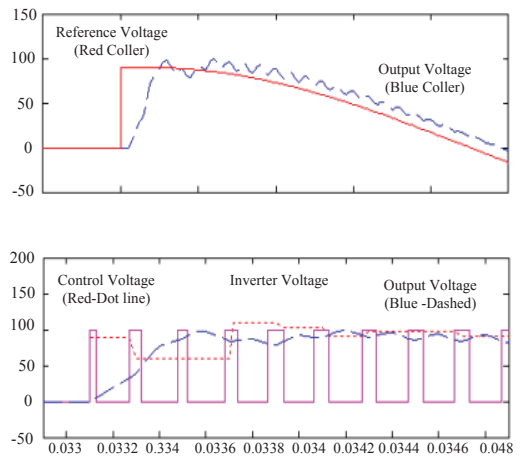 150
Reference Voltage
(Red Coller)
100
Output Voltage
(Blue Coller)
50
0
-50
200
Control Voltage
(Red-Dot line)
Inverter Voltage
Output Voltage
(Blue -Dashed)
150
100
50
0
-50
0.033 0.0332 0.334 0.0336 0.0338 0.034 0.0342 0.0344 0.0346 0.048